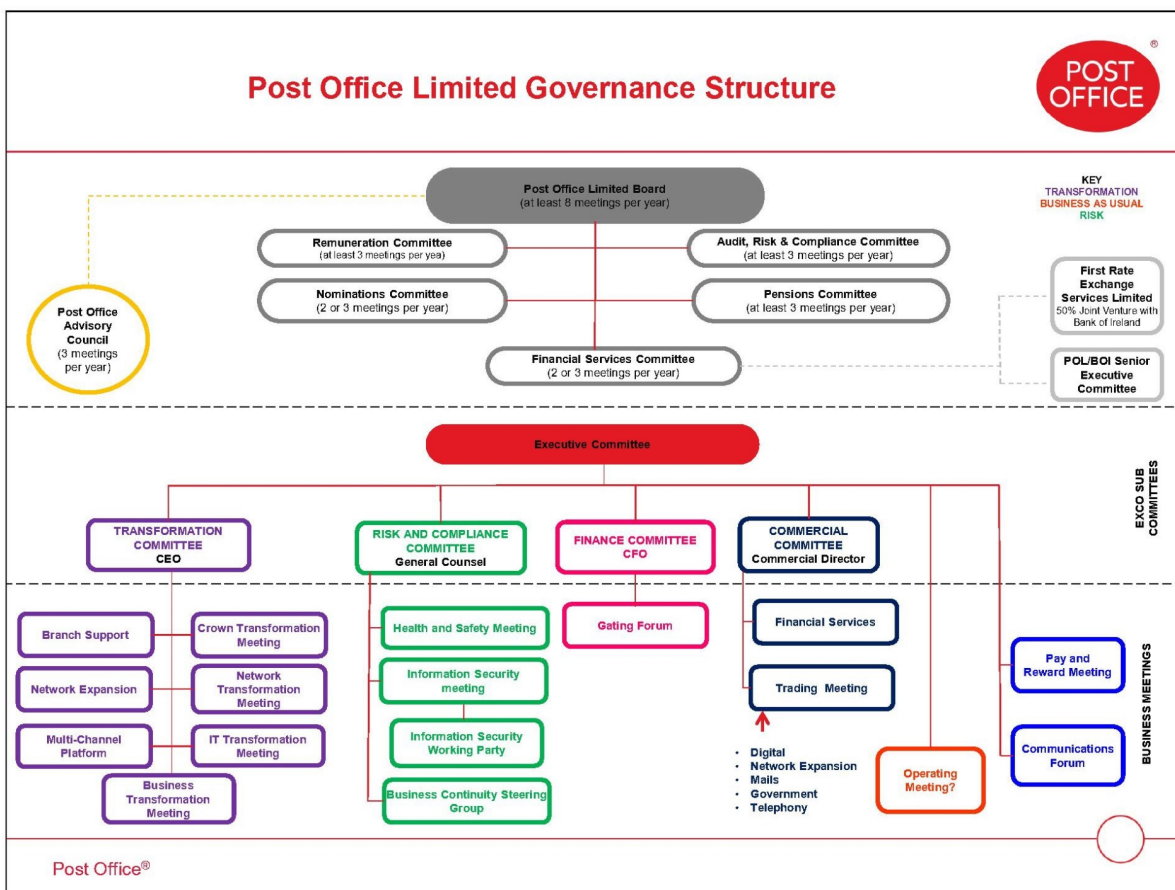 Post Office Limited Governance Structure
POST
OFFICE
®
Post Office Limited Board
(at least 8 meetings per year)
KEY
TRANSFORMATION
BUSINESS AS USUAL
RISK
Remuneration Committee
(at least 3 meetings per yea)
Audit, Risk & Compliance Committee
(at least 3 meetings per year)
Nominations Committee
(2 or 3 meetings per year)
Pensions Committee
(at least 3 meetings per year)
Financial Services Committee
(2 or 3 meetings per year)
Post Office
Advisory
Council
(3 meetings
per year)
First Rate
Exchange
Services Limited
50% Joint Venture with
Bank of Ireland
POL/BOI Senior
Executive
Committee
Executive Committee
EXCO SUB
COMMITTEES
TRANSFORMATION
COMMITTEE
CEO
RISK AND COMPLIANCE
COMMITTEE
General Counsel
FINANCE COMMITTEE
CFO
COMMERCIAL
COMMITTEE
Commercial Director
BUSINESS MEETINGS
Branch Support
Crown Transformation
Meeting
Network Expansion
Network
Transformation
Meeting
Multi-Channel
Platform
IT Transformation
Meeting
Business
Transformation
Meeting
Health and Safety Meeting
Information Security
meeting
Information Security
Working Party
Business Continuity Steering
Group
Gating Forum
Financial Services
Trading Meeting
• Digital
• Network Expansion
• Mails
• Government
• Telephony
Operating
Meeting?
Pay and
Reward Meeting
Communications
Forum
Post Office®